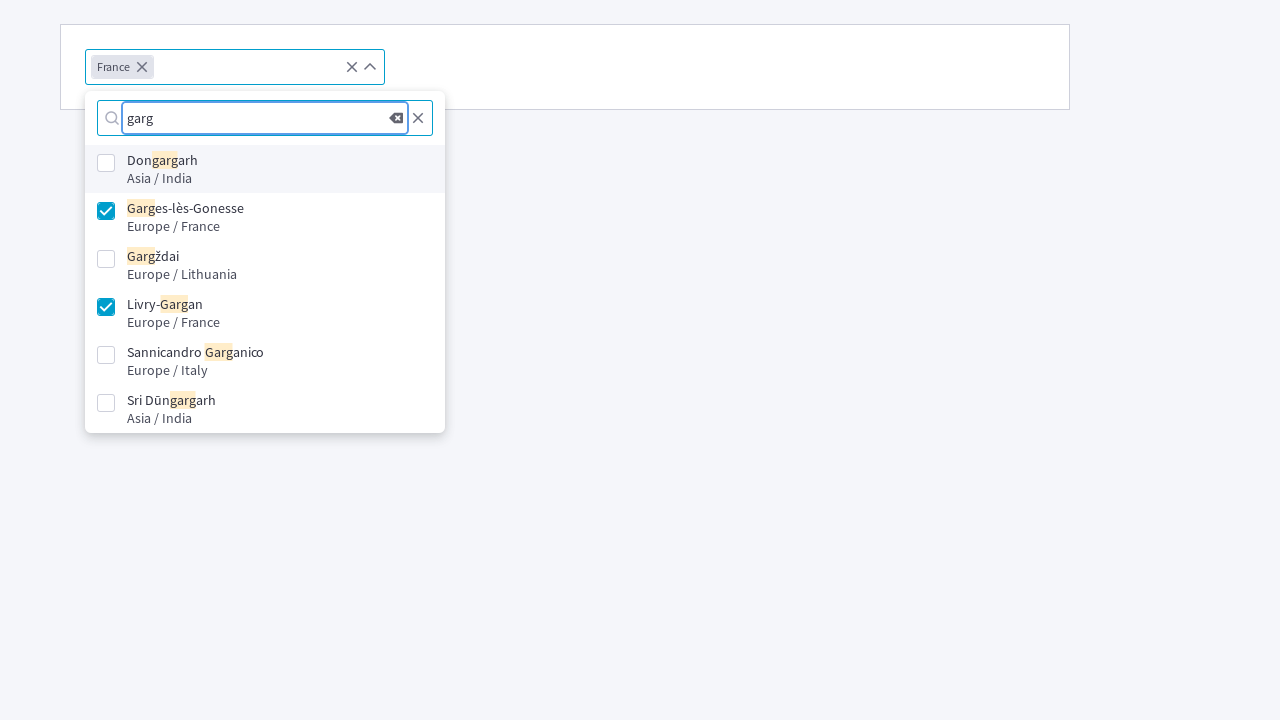 France
garg
Dongargarh
Asia / India
Garges-lès-Gonesse
Europe / France
Gargždai
Europe / Lithuania
Livry-Gargan
Europe / France
Sannicandro Garganico
Europe / Italy
Sri Dūngargarh
Asia / India